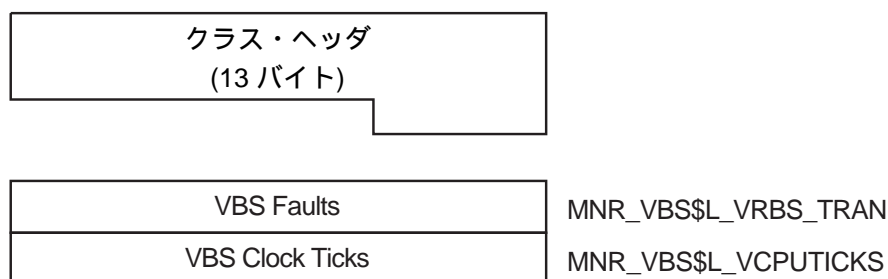 クラス・ヘッダ
(13 バイト)
VBS Faults MNR_VBS$L_VRBS_TRAN
VBS Clock Ticks MNR_VBS$L_VCPUTICKS